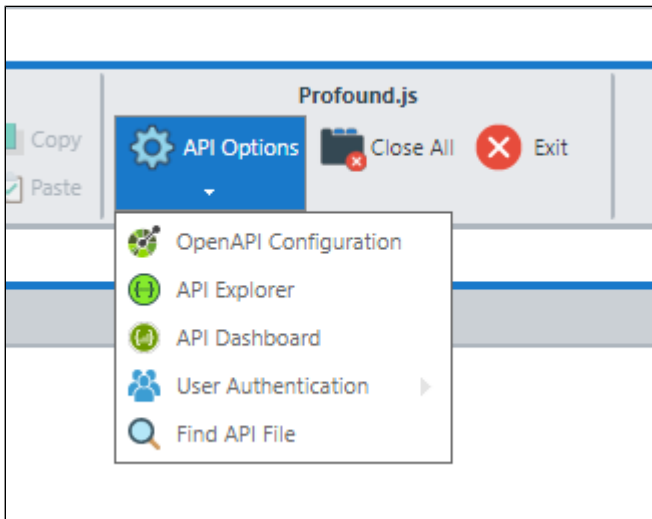 Profound.js
Copy
API Options
Close All
Exit
Paste
OpenAPI Configuration
API Explorer
API Dashboard
User Authentication
Find API File